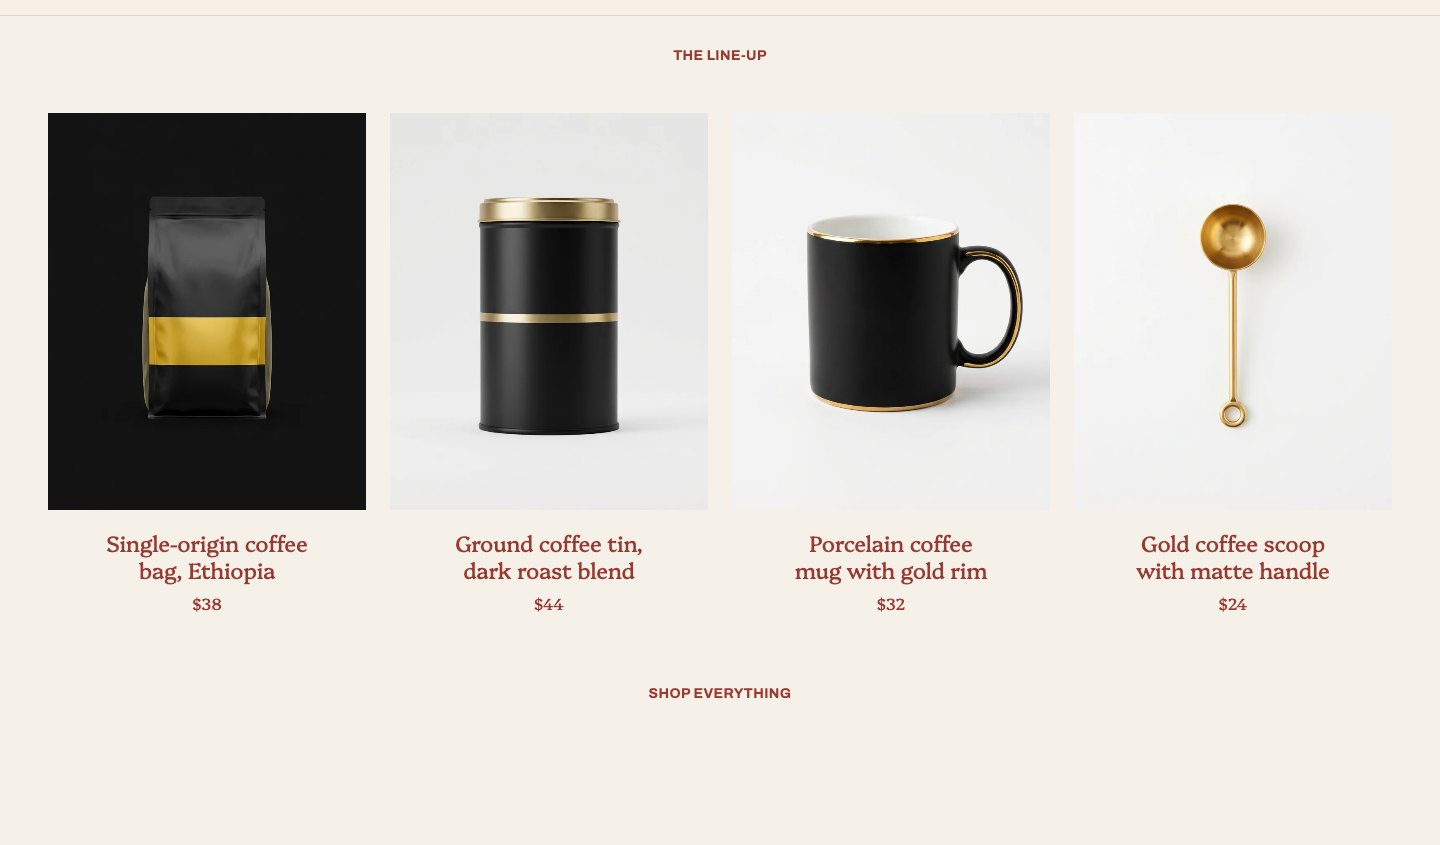 THE LINE-UP
Single-origin coffee
bag, Ethiopia
$38
Ground coffee tin,
dark roast blend
$44
Porcelain coffee
mug with gold rim
$32
Gold coffee scoop
with matte handle
$24
SHOP EVERYTHING